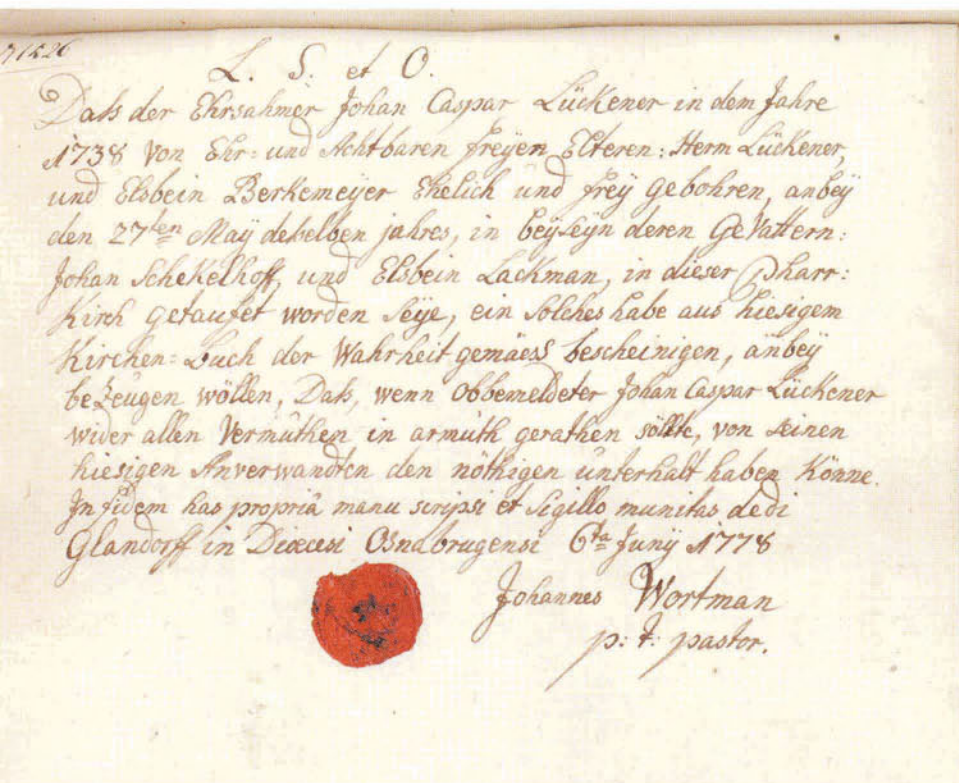 71526
L. S. et O.
Dass der Ehrsahmer Johan Caspar Lückener in dem Jahre
1738 von Ehr= und Achtbaren freyen Elteren: Herm Lückener,
und Elsbein Berkemeyer Ehelich und frey gebohren, anbey
den 27ten May desselben jahres, in beyseyn deren Gevattern:
Johan Schekelhoff, und Elsbein Lackman, in dieser Pharr:
Kirch getaufet worden seye, ein solches habe aus hiesigem
Kirchen=Buch der Wahrheit gemäess bescheinigen, anbey
bezeugen wöllen, Dass, wenn Obbemeldeter Johan Caspar Lückener
wider allen Vermuthen in armuth gerathen söllte, von seinen
hiesigen Anverwandten den nöthigen unterhalt haben Könne.
In fidem has propriâ manu scripsi et Sigillo munitas dedi
Glandorff in Dioecesi Osnabrugensi 6ta Junij 1778
Johannes Wortman
p: t: pastor.